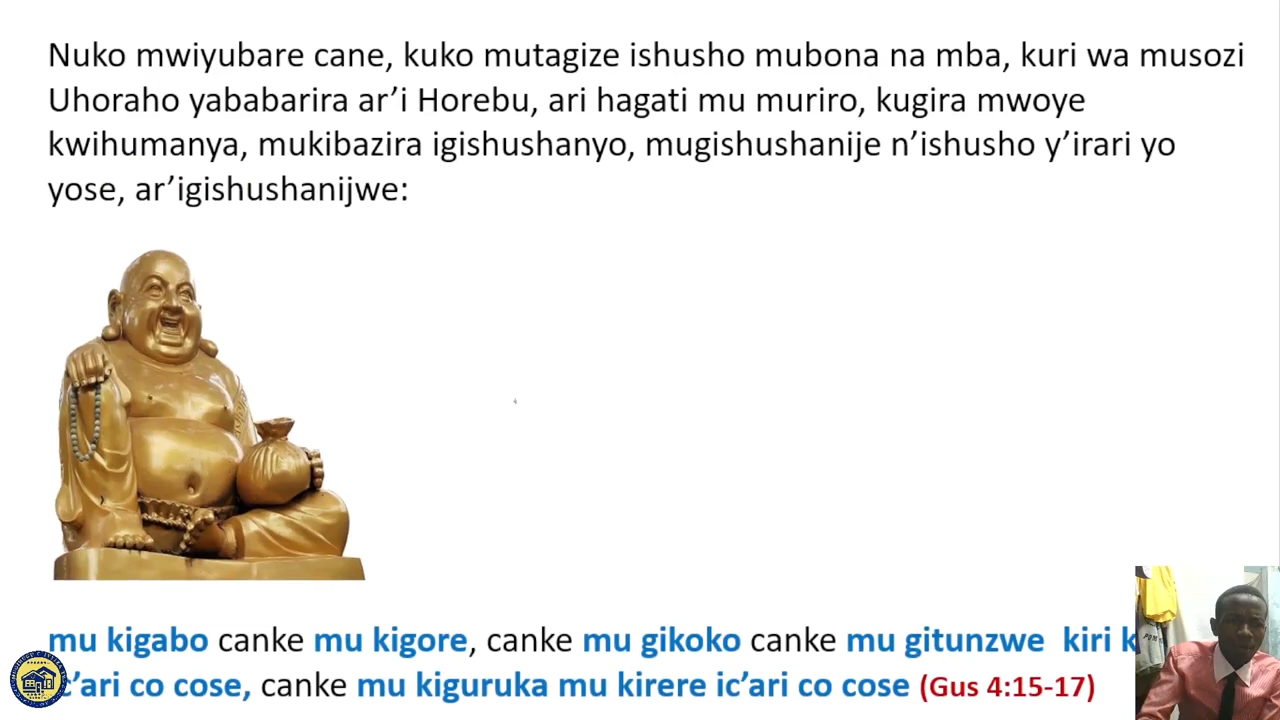 Nuko mwiyubare cane, kuko mutagize ishusho mubona na mba, kuri wa musozi
Uhoraho yababarira ar’i Horebu, ari hagati mu muriro, kugira mwoye
kwihumanya, mukibazira igishushanyo, mugishushanije n’ishusho y’irari yo
yose, ar’igishushanijwe:
mu kigabo canke mu kigore, canke mu gikoko canke mu gitunzwe kiri
c’ari co cose, canke mu kiguruka mu kirere ic’ari co cose (Gus 4:15-17)